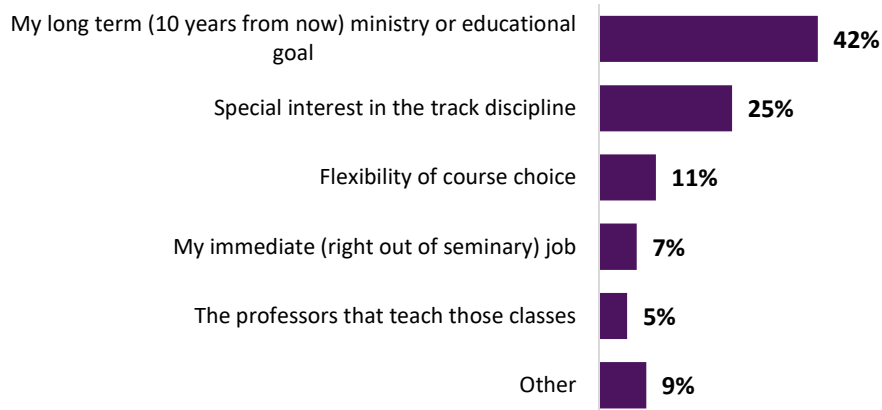 My long term (10 years from now) ministry or educational
goal
42%
Special interest in the track discipline
25%
Flexibility of course choice
11%
My immediate (right out of seminary) job
7%
The professors that teach those classes
5%
Other
9%